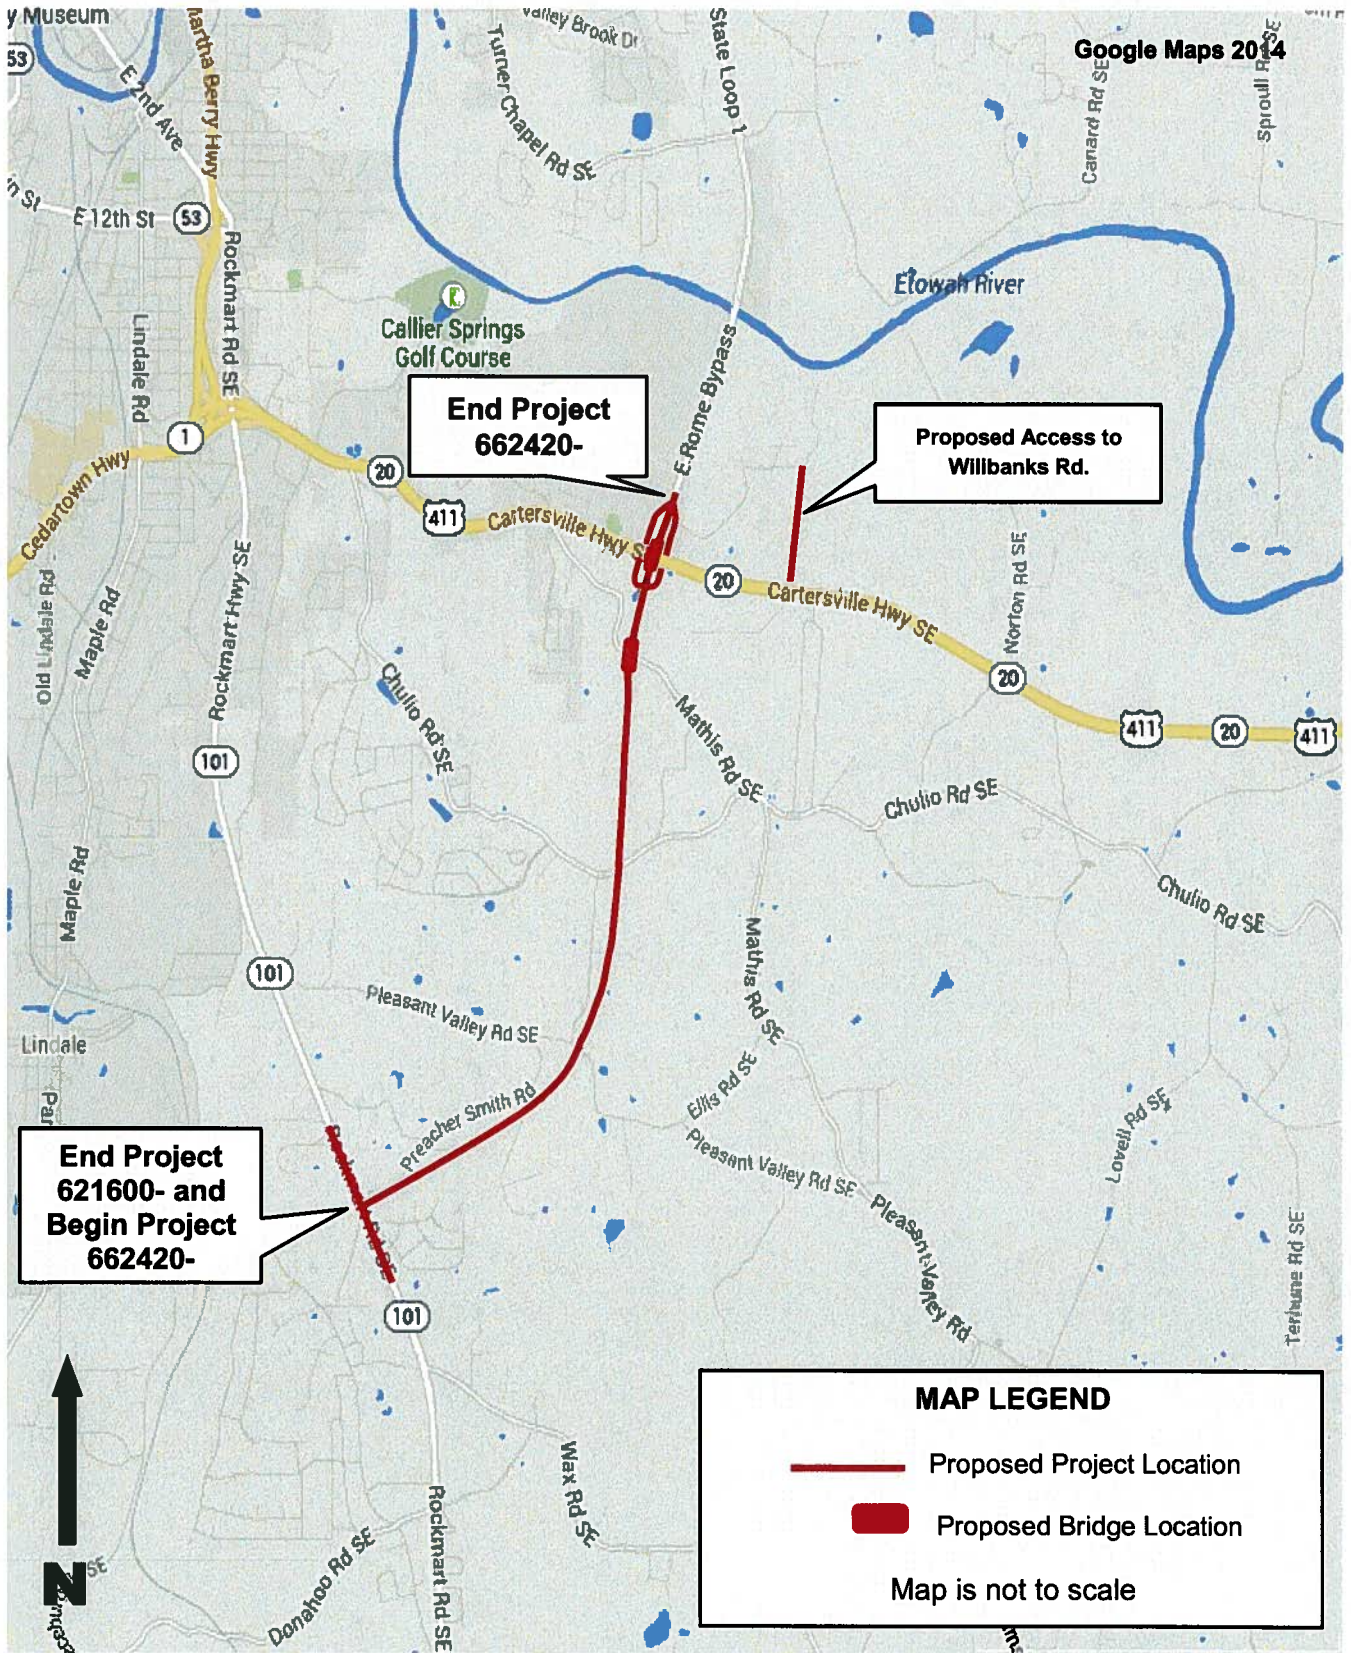 y Museum
53
Martha Berry Hwy
E 2nd Ave
Valley Brook Dr
Turner Chapel Rd SE
State Loop 1
Google Maps 2014
Canard Rd SE
Sproull Rd SE
in St
E 12th St
53
Rockmart Rd SE
Etowah River
Callier Springs
Golf Course
Lindale Rd
E Rome Bypass
End Project
662420-
Proposed Access to
Wilibanks Rd.
1
20
411
Cartersville Hwy S
Cedartown Hwy
20
Cartersville Hwy SE
Norton Rd SE
Old Lindale Rd
Maple Rd
Rockmart Hwy SE
Chulio Rd SE
Mathis Rd SE
20
411
20
411
101
Chulio Rd SE
Maple Rd
Chulio Rd SE
101
Mathis Rd SE
Pleasant Valley Rd SE
Lindale
Par
Ellis Rd SE
Preacher Smith Rd
Lovell Rd SE
Pleasant Valley Rd SE
Pleasant Valley Rd
Terhune Rd SE
End Project
621600- and
Begin Project
662420-
Rockmart Rd SE
101
MAP LEGEND
Proposed Project Location
Proposed Bridge Location
Map is not to scale
Wax Rd SE
Rockmart Rd SE
Donahoo Rd SE
N
SE